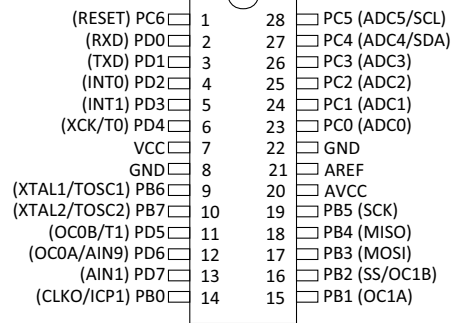 (RESET) PC6 1 28 PC5 (ADC5/SCL)
(RXD) PD0 2 27 PC4 (ADC4/SDA)
(TXD) PD1 3 26 PC3 (ADC3)
(INT0) PD2 4 25 PC2 (ADC2)
(INT1) PD3 5 24 PC1 (ADC1)
(XCK/T0) PD4 6 23 PC0 (ADC0)
VCC 7 22 GND
GND 8 21 AREF
(XTAL1/TOSC1) PB6 9 20 AVCC
(XTAL2/TOSC2) PB7 10 19 PB5 (SCK)
(OC0B/T1) PD5 11 18 PB4 (MISO)
(OC0A/AIN9) PD6 12 17 PB3 (MOSI)
(AIN1) PD7 13 16 PB2 (SS/OC1B)
(CLKO/ICP1) PB0 14 15 PB1 (OC1A)